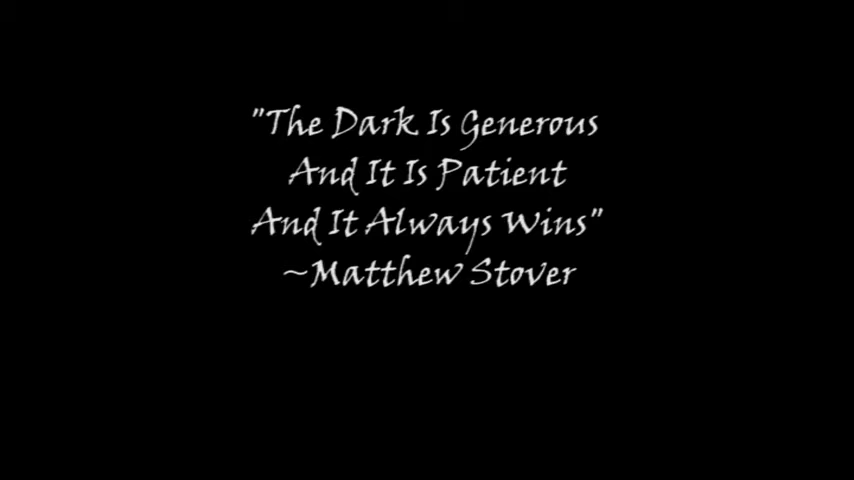 "The Dark Is Generous
And It Is Patient
And It Always Wins"
~Matthew Stover